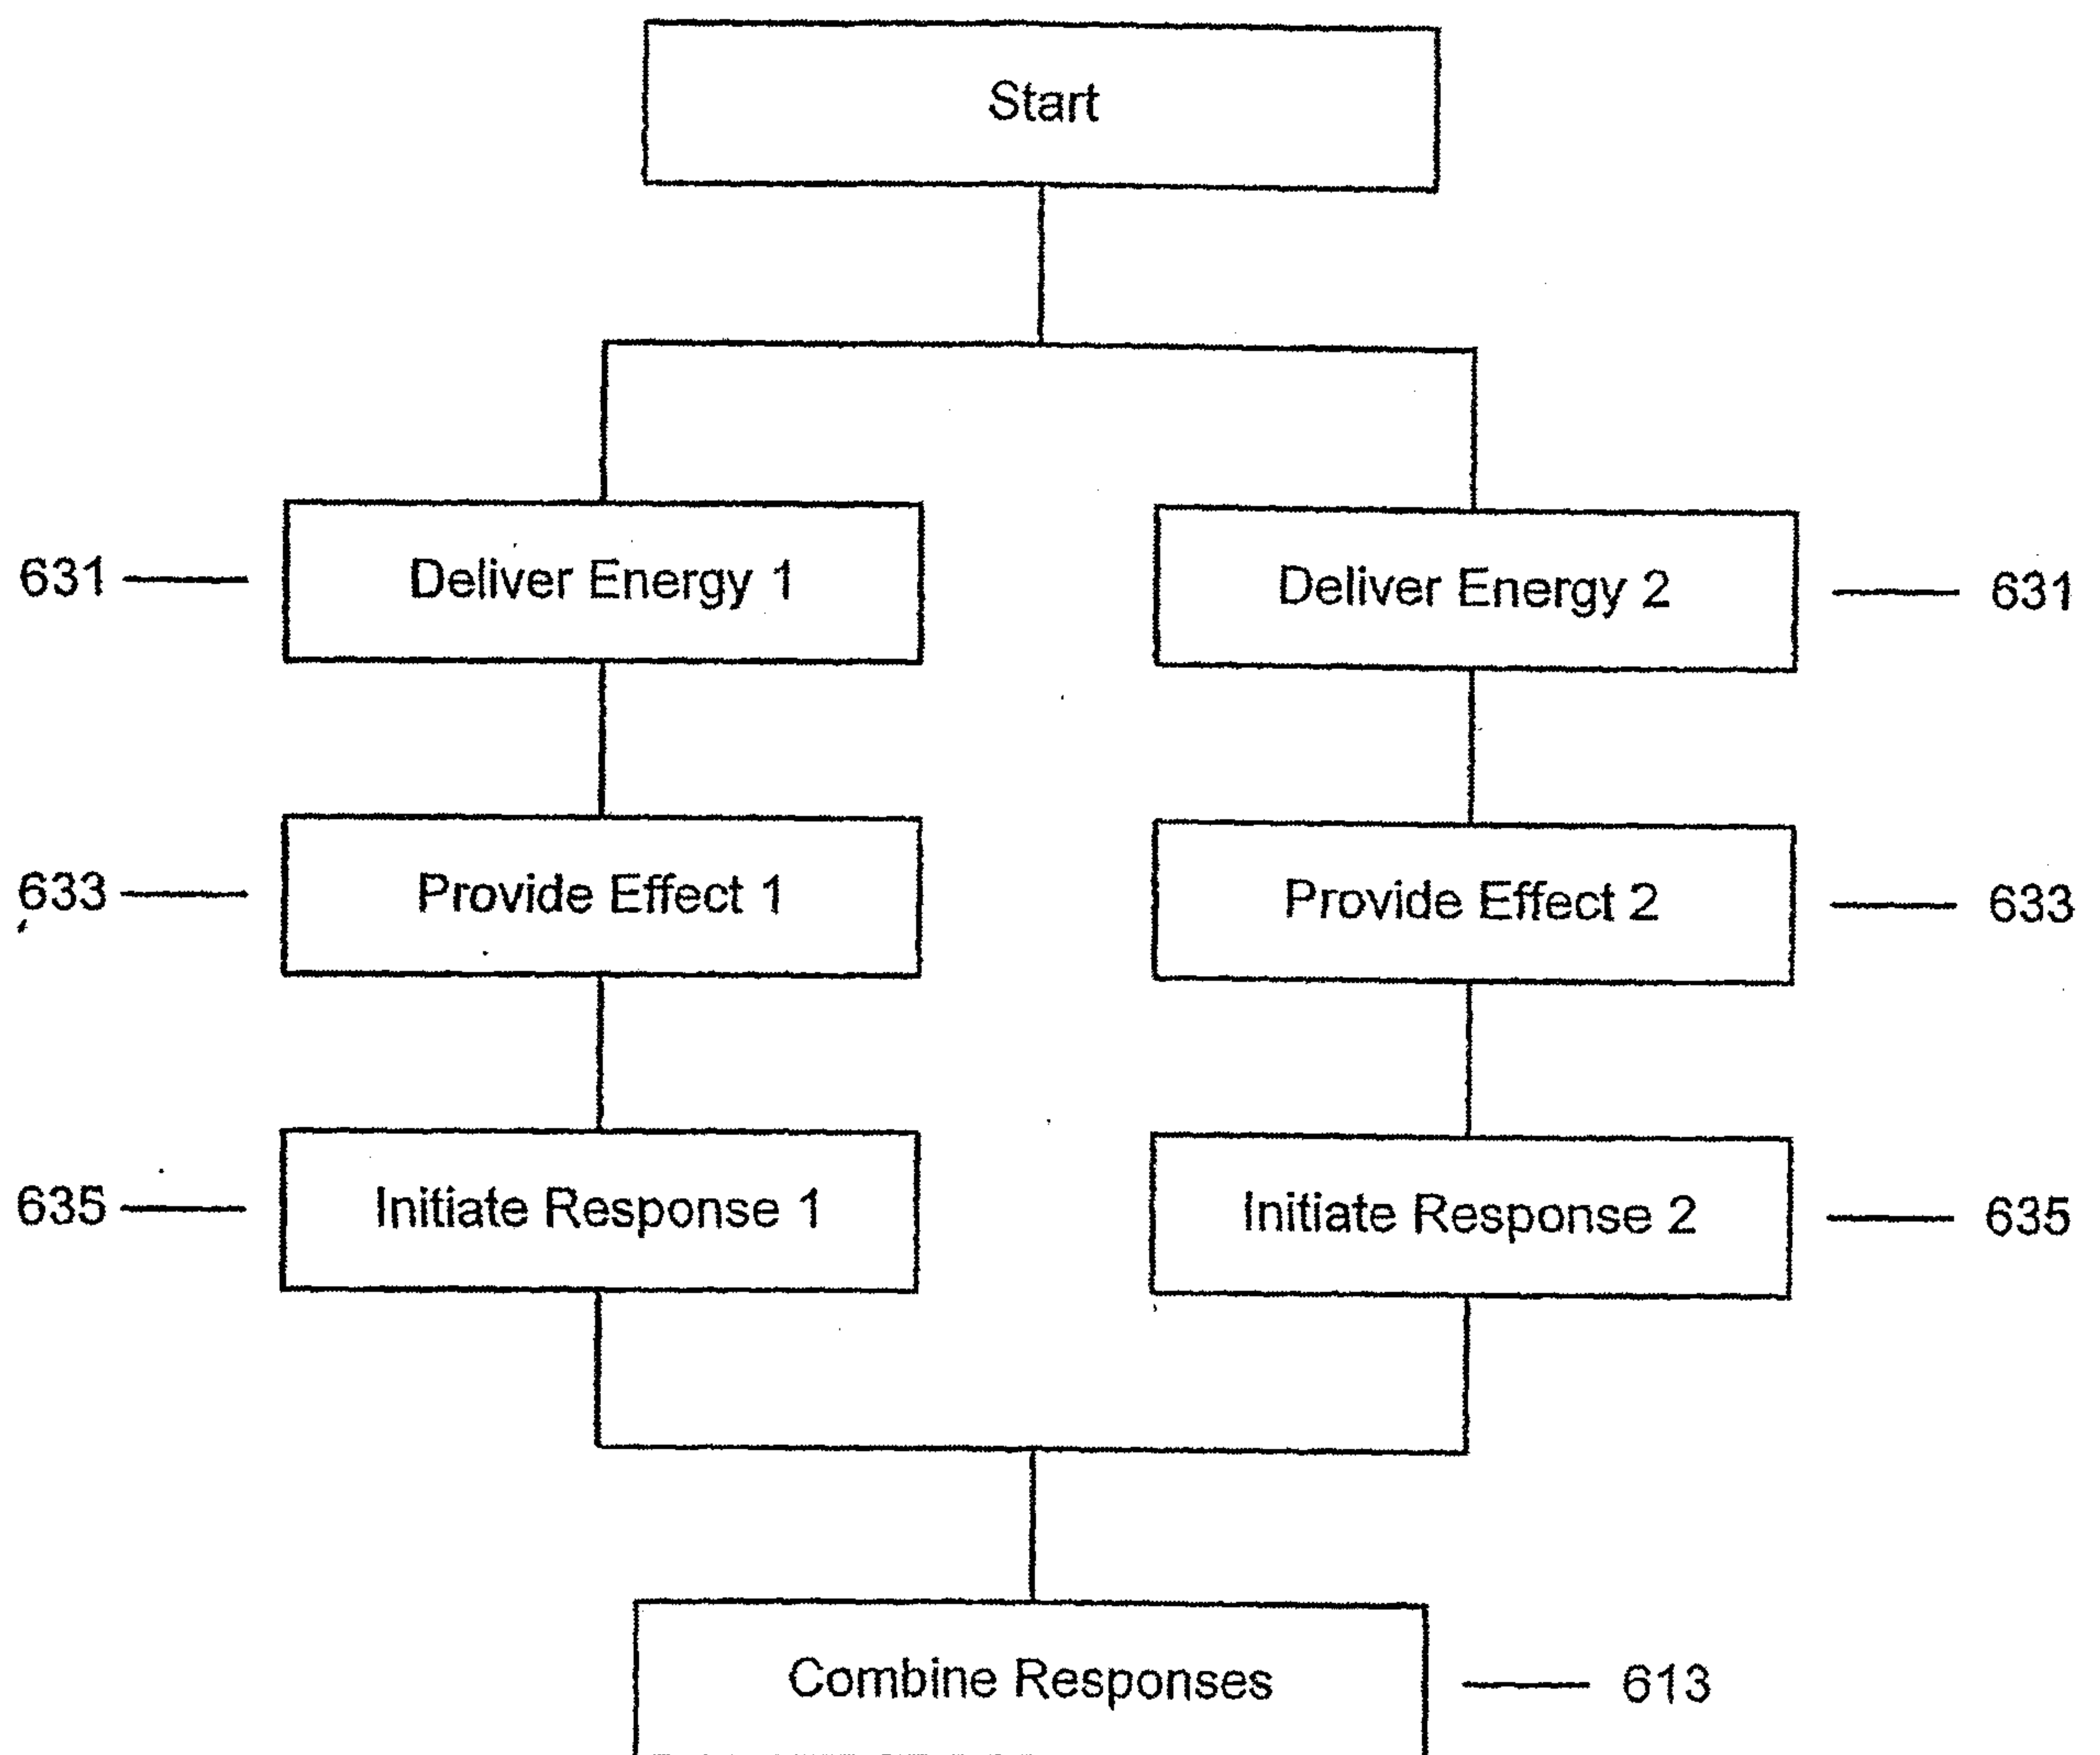 Start
631 Deliver Energy 1 Deliver Energy 2 631
633 Provide Effect 1 Provide Effect 2 633
635 Initiate Response 1 Initiate Response 2 635
Combine Responses 613